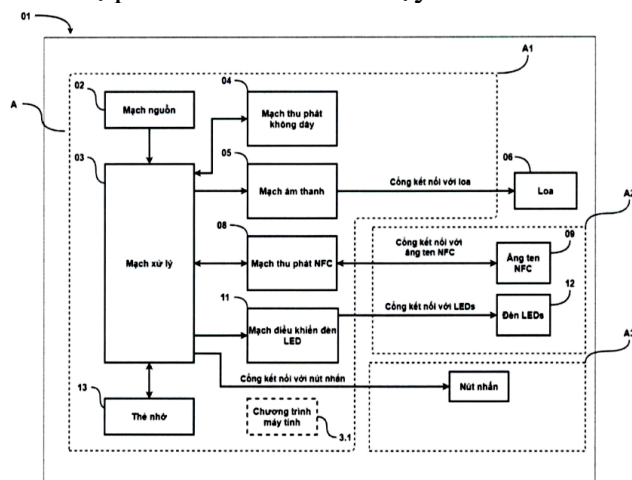 01
A1
A
02
Mạch nguồn
04
Mạch thu phát
không dây
03
Mạch xử lý
05
Mạch âm thanh
Cổng kết nối với loa
06
Loa
08
Mạch thu phát NFC
Cổng kết nối với
ăng ten NFC
09
Ăng ten
NFC
11
Mạch điều khiển đèn
LED
Cổng kết nối với LEDs
12
Đèn LEDs
Cổng kết nối với nút nhấn
Nút nhấn
13
Thẻ nhớ
Chương trình
máy tính
3.1